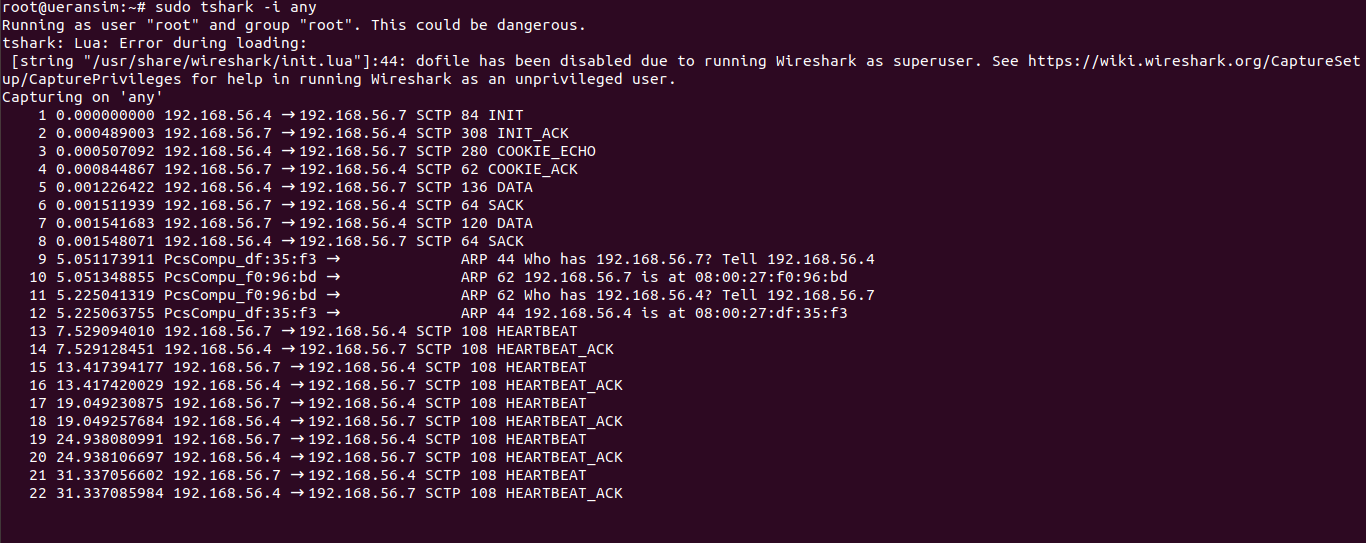 root@ueransim:~# sudo tshark -i any
Running as user "root" and group "root". This could be dangerous.
tshark: Lua: Error during loading:
 [string "/usr/share/wireshark/init.lua"]:44: dofile has been disabled due to running Wireshark as superuser. See https://wiki.wireshark.org/CaptureSet
up/CapturePrivileges for help in running Wireshark as an unprivileged user.
Capturing on 'any'
    1 0.000000000 192.168.56.4 → 192.168.56.7 SCTP 84 INIT
    2 0.000489003 192.168.56.7 → 192.168.56.4 SCTP 308 INIT_ACK
    3 0.000507092 192.168.56.4 → 192.168.56.7 SCTP 280 COOKIE_ECHO
    4 0.000844867 192.168.56.7 → 192.168.56.4 SCTP 62 COOKIE_ACK
    5 0.001226422 192.168.56.4 → 192.168.56.7 SCTP 136 DATA
    6 0.001511939 192.168.56.7 → 192.168.56.4 SCTP 64 SACK
    7 0.001541683 192.168.56.7 → 192.168.56.4 SCTP 120 DATA
    8 0.001548071 192.168.56.4 → 192.168.56.7 SCTP 64 SACK
    9 5.051173911 PcsCompu_df:35:f3 →              ARP 44 Who has 192.168.56.7? Tell 192.168.56.4
   10 5.051348855 PcsCompu_f0:96:bd →              ARP 62 192.168.56.7 is at 08:00:27:f0:96:bd
   11 5.225041319 PcsCompu_f0:96:bd →              ARP 62 Who has 192.168.56.4? Tell 192.168.56.7
   12 5.225063755 PcsCompu_df:35:f3 →              ARP 44 192.168.56.4 is at 08:00:27:df:35:f3
   13 7.529094010 192.168.56.7 → 192.168.56.4 SCTP 108 HEARTBEAT
   14 7.529128451 192.168.56.4 → 192.168.56.7 SCTP 108 HEARTBEAT_ACK
   15 13.417394177 192.168.56.7 → 192.168.56.4 SCTP 108 HEARTBEAT
   16 13.417420029 192.168.56.4 → 192.168.56.7 SCTP 108 HEARTBEAT_ACK
   17 19.049230875 192.168.56.7 → 192.168.56.4 SCTP 108 HEARTBEAT
   18 19.049257684 192.168.56.4 → 192.168.56.7 SCTP 108 HEARTBEAT_ACK
   19 24.938080991 192.168.56.7 → 192.168.56.4 SCTP 108 HEARTBEAT
   20 24.938106697 192.168.56.4 → 192.168.56.7 SCTP 108 HEARTBEAT_ACK
   21 31.337056602 192.168.56.7 → 192.168.56.4 SCTP 108 HEARTBEAT
   22 31.337085984 192.168.56.4 → 192.168.56.7 SCTP 108 HEARTBEAT_ACK